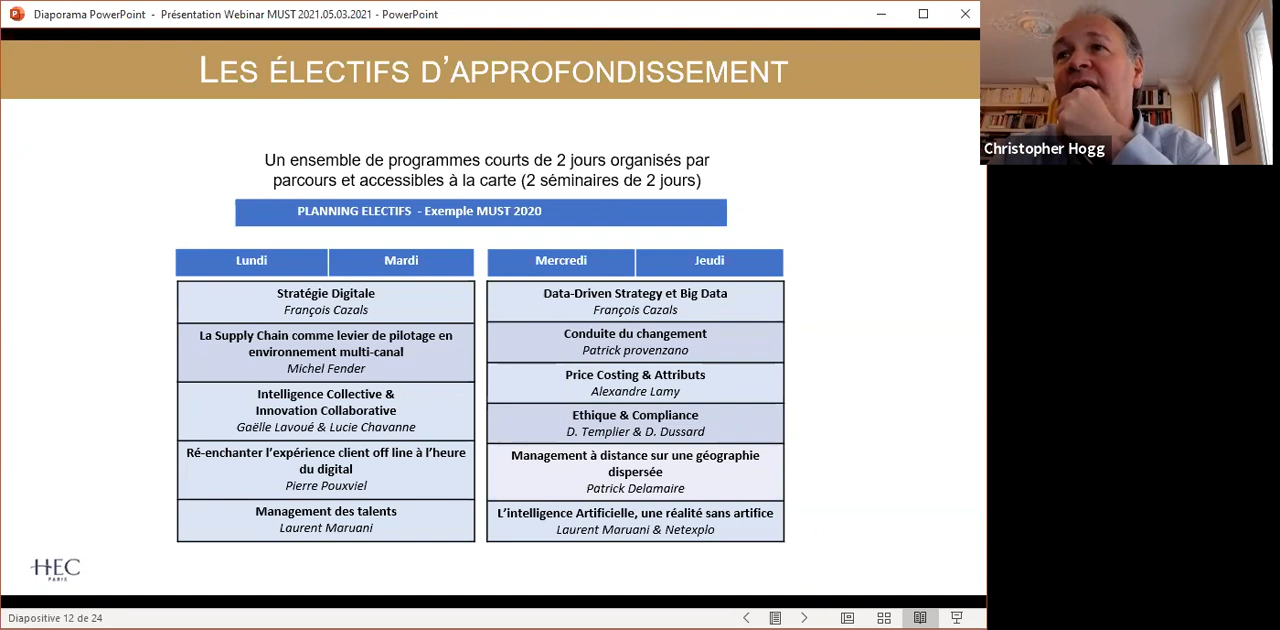 Diaporama PowerPoint - Présentation Webinar MUST 2021.05.03.2021 - PowerPoint
LES ÉLECTIFS D'APPROFONDISSEMENT
Christopher Hogg
Un ensemble de programmes courts de 2 jours organisés par
parcours et accessibles à la carte (2 séminaires de 2 jours)
PLANNING ELECTIFS - Exemple MUST 2020
Lundi
Mardi
Stratégie Digitale
François Cazals
La Supply Chain comme levier de pilotage en
environnement multi-canal
Michel Fender
Intelligence Collective &
Innovation Collaborative
Gaëlle Lavoué & Lucie Chavanne
Ré-enchanter l'expérience client off line à l'heure
du digital
Pierre Pouxviel
Management des talents
Laurent Maruani
Mercredi
Jeudi
Data-Driven Strategy et Big Data
François Cazals
Conduite du changement
Patrick provenzano
Price Costing & Attributs
Alexandre Lamy
Ethique & Compliance
D. Templier & D. Dussard
Management à distance sur une géographie
dispersée
Patrick Delamaire
L'intelligence Artificielle, une réalité sans artifice
Laurent Maruani & Netexplo
HEC
PARIS
Diapositive 12 de 24